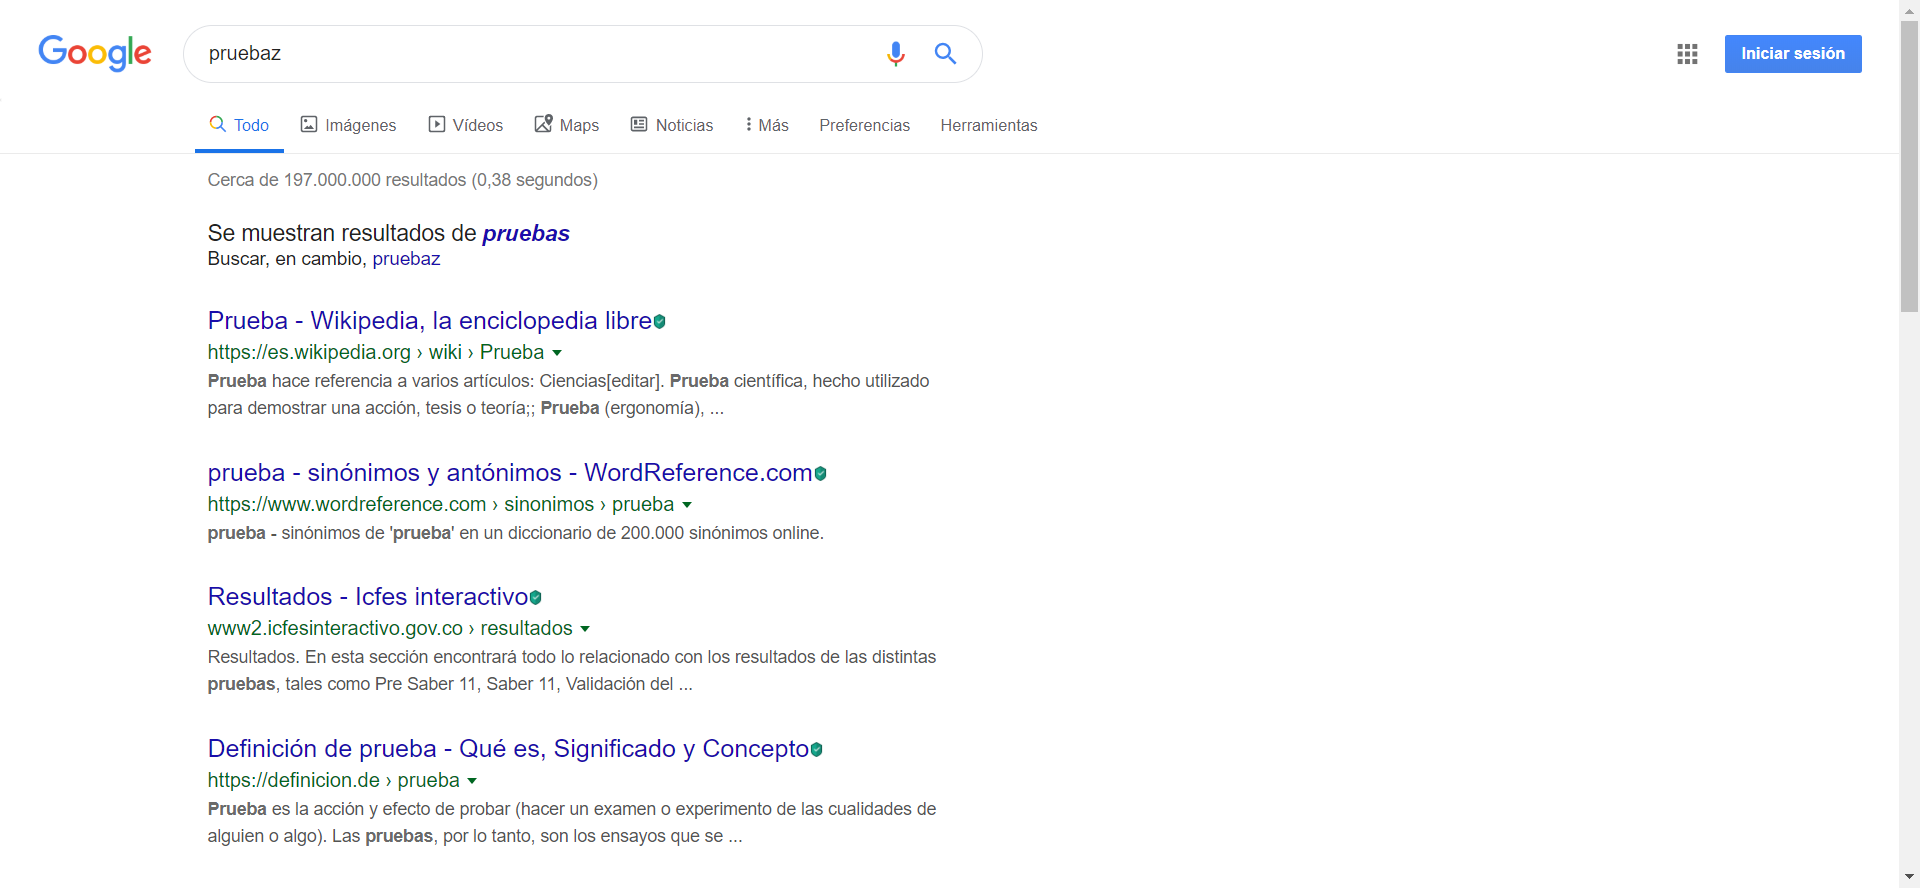 Google
pruebaz
Iniciar sesión
Todo Imágenes Vídeos Maps Noticias Más Preferencias Herramientas
Cerca de 197.000.000 resultados (0,38 segundos)
Se muestran resultados de pruebas
Buscar, en cambio, pruebaz
Prueba - Wikipedia, la enciclopedia libre
https://es.wikipedia.org › wiki › Prueba
Prueba hace referencia a varios artículos: Ciencias[editar]. Prueba científica, hecho utilizado
para demostrar una acción, tesis o teoría;; Prueba (ergonomía), ...
prueba - sinónimos y antónimos - WordReference.com
https://www.wordreference.com › sinonimos › prueba
prueba - sinónimos de 'prueba' en un diccionario de 200.000 sinónimos online.
Resultados - Icfes interactivo
www2.icfesinteractivo.gov.co › resultados
Resultados. En esta sección encontrará todo lo relacionado con los resultados de las distintas
pruebas, tales como Pre Saber 11, Saber 11, Validación del ...
Definición de prueba - Qué es, Significado y Concepto
https://definicion.de › prueba
Prueba es la acción y efecto de probar (hacer un examen o experimento de las cualidades de
alguien o algo). Las pruebas, por lo tanto, son los ensayos que se ...